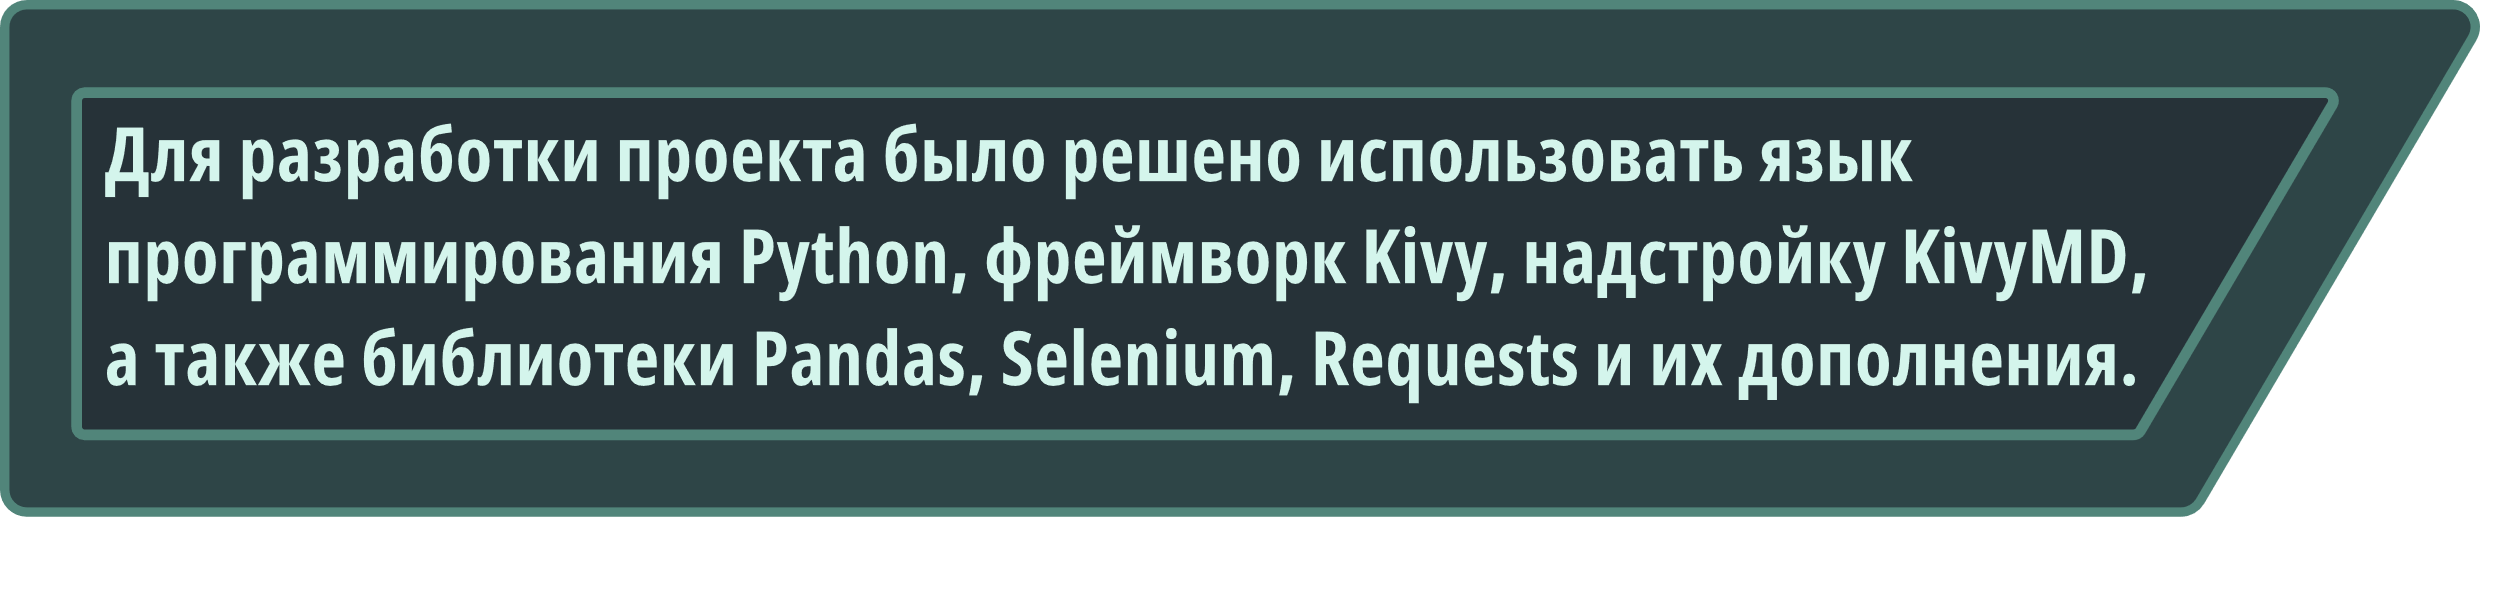 Для разработки проекта было решено использовать язык
программирования Python, фреймворк Kivy, надстройку KivyMD,
а также библиотеки Pandas, Selenium, Requests и их дополнения.